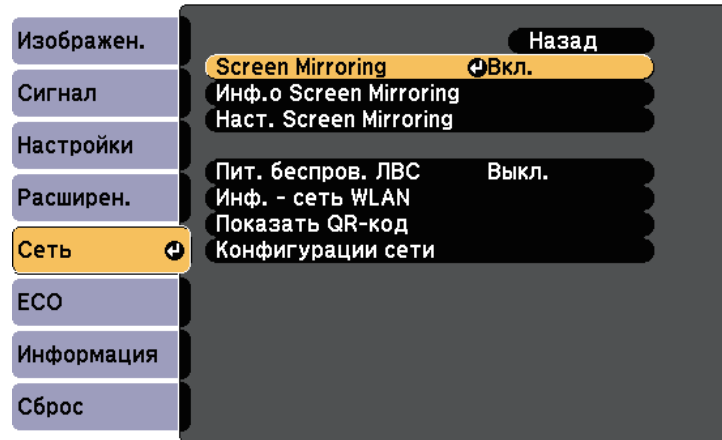 Изображен.
Сигнал
Настройки
Расширен.
Сеть
ECO
Информация
Сброс
Назад
Screen Mirroring Вкл.
Инф.о Screen Mirroring
Наст. Screen Mirroring
Пит. беспров. ЛВС Выкл.
Инф. - сеть WLAN
Показать QR-код
Конфигурации сети